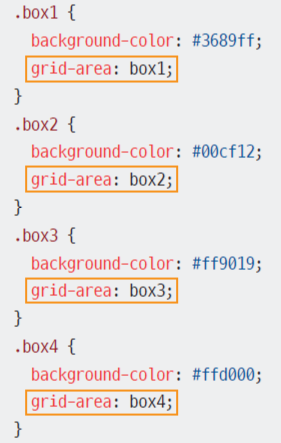 .box1 {
background-color: #3689ff;
grid-area: box1;
}
.box2 {
background-color: #00cf12;
grid-area: box2;
}
.box3 {
background-color: #ff9019;
grid-area: box3;
}
.box4 {
background-color: #ffd000;
grid-area: box4;
}